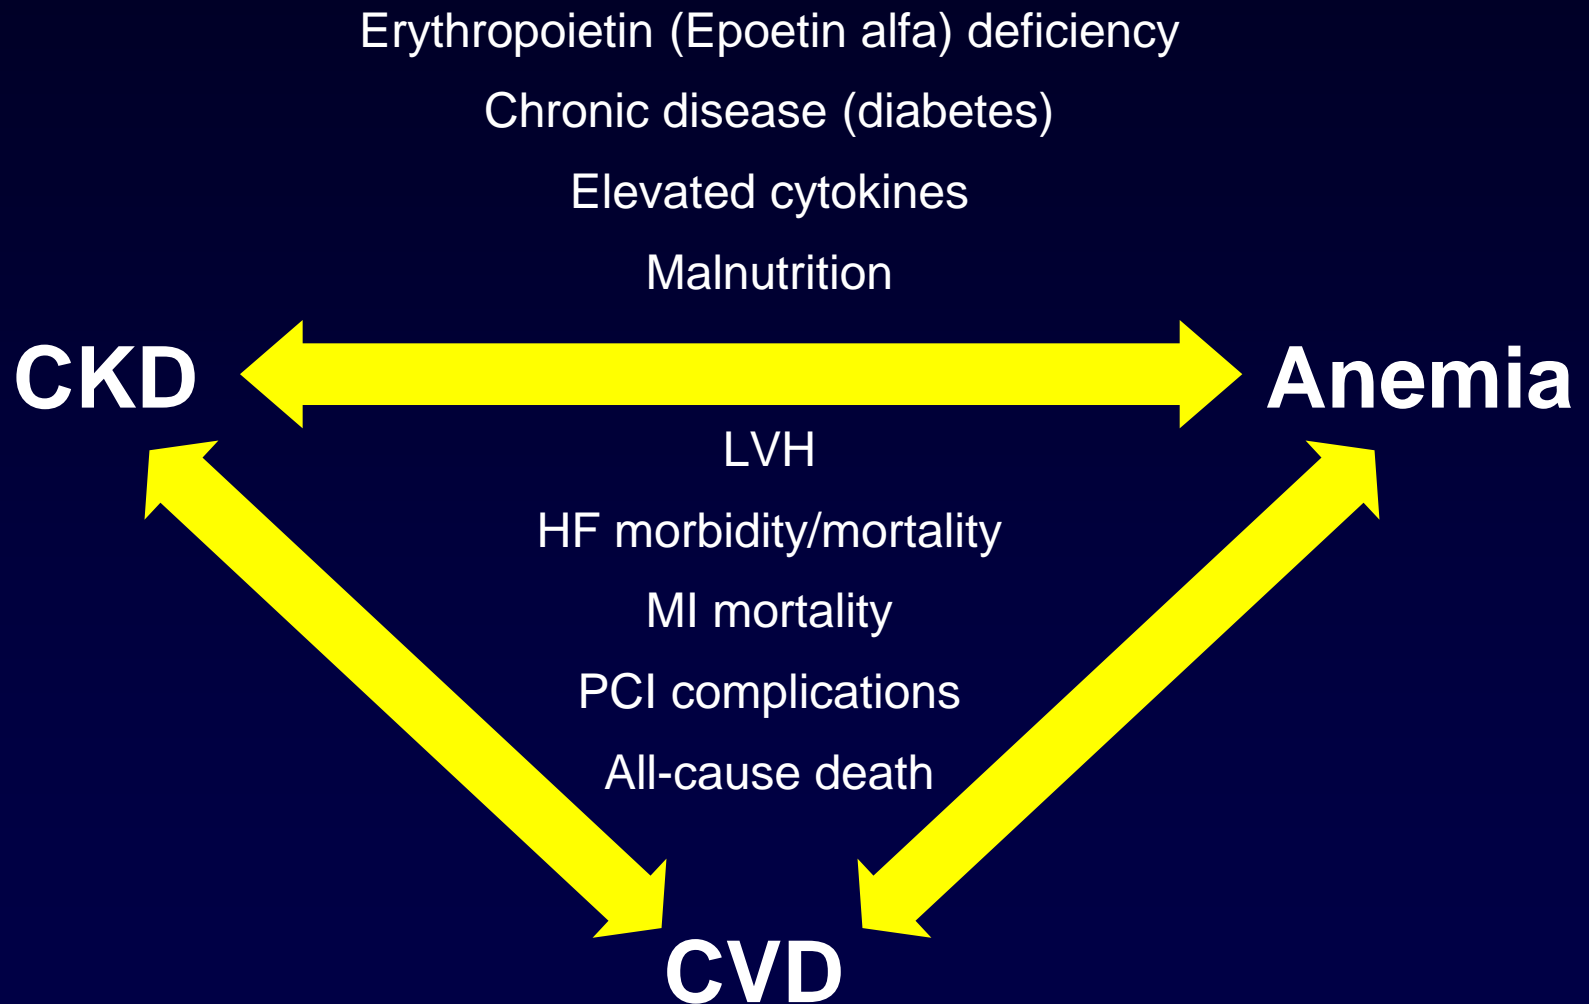 Erythropoietin (Epoetin alfa) deficiency
Chronic disease (diabetes)
Elevated cytokines
Malnutrition
CKD
Anemia
LVH
HF morbidity/mortality
MI mortality
PCI complications
All-cause death
CVD